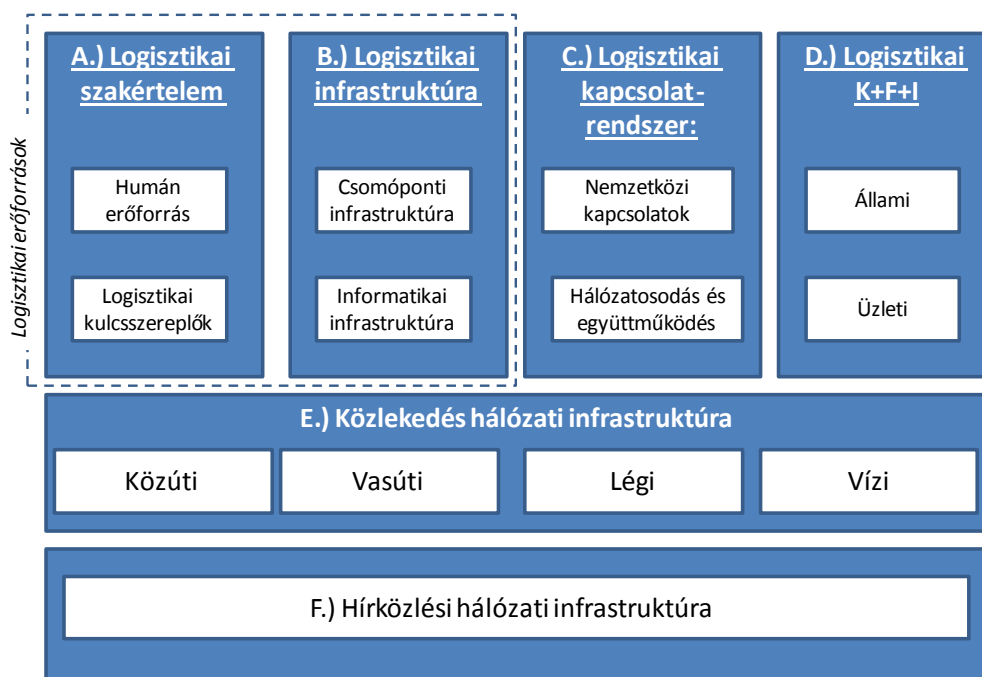 Logisztikai erőforrások
A.) Logisztikai
szakértelem
Humán
erőforrás
Logisztikai
kulcsszereplők
B.) Logisztikai
infrastruktúra
Csomóponti
infrastruktúra
Informatikai
infrastruktúra
C.) Logisztikai
kapcsolat-
rendszer:
Nemzetközi
kapcsolatok
Hálózatosodás és
együttműködés
D.) Logisztikai
K+F+I
Állami
Üzleti
E.) Közlekedés hálózati infrastruktúra
Közúti
Vasúti
Légi
Vízi
F.) Hírközlési hálózati infrastruktúra